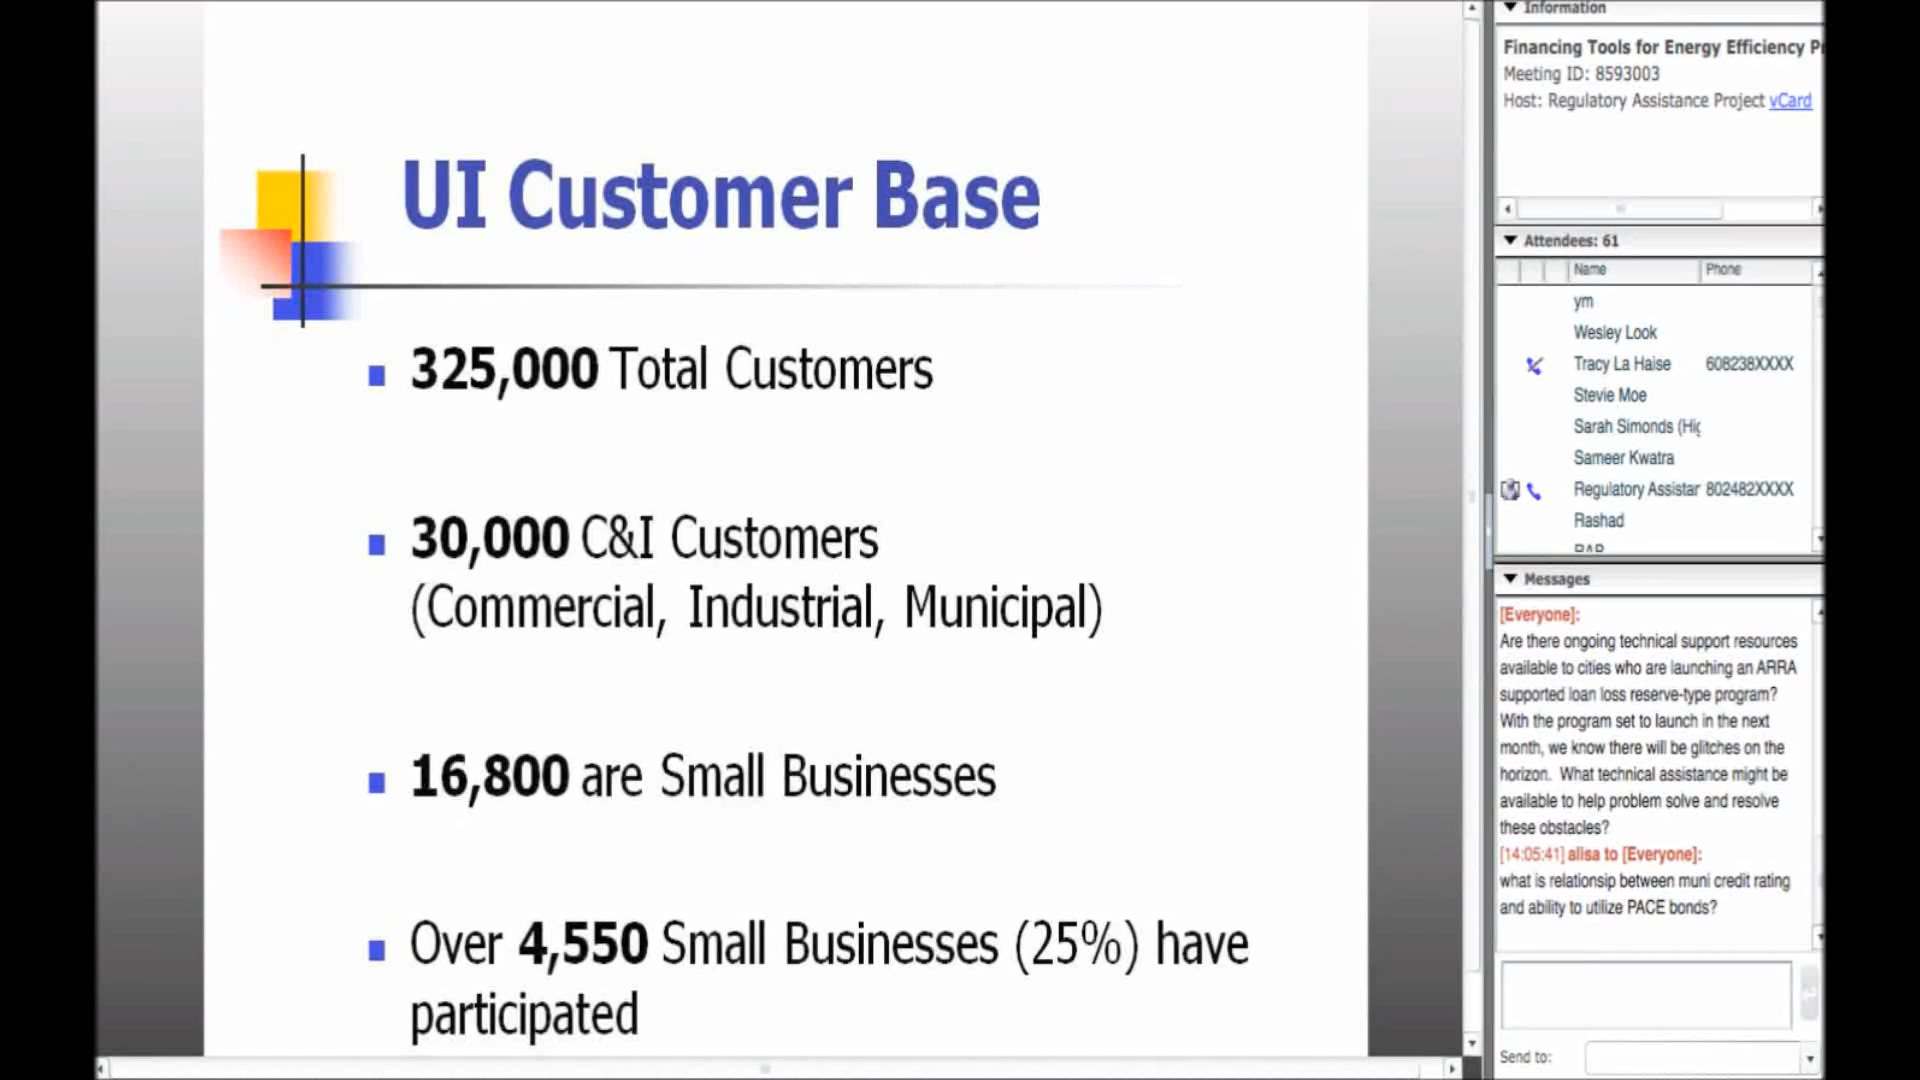 UI Customer Base
325,000 Total Customers
30,000 C&I Customers
(Commercial, Industrial, Municipal)
16,800 are Small Businesses
Over 4,550 Small Businesses (25%) have
participated
Information
Financing Tools for Energy Efficiency Pr
Meeting ID: 8593003
Host: Regulatory Assistance Project vCard
Attendees: 61
Name Phone
ym
Wesley Look
Tracy La Haise 608238XXXX
Stevie Moe
Sarah Simonds (Hig
Sameer Kwatra
Regulatory Assistar 802482XXXX
Rashad
Messages
[Everyone]:
Are there ongoing technical support resources
available to cities who are launching an ARRA
supported loan loss reserve-type program?
With the program set to launch in the next
month, we know there will be glitches on the
horizon. What technical assistance might be
available to help problem solve and resolve
these obstacles?
[14:05:41] alisa to [Everyone]:
what is relationsip between muni credit rating
and ability to utilize PACE bonds?
Send to: